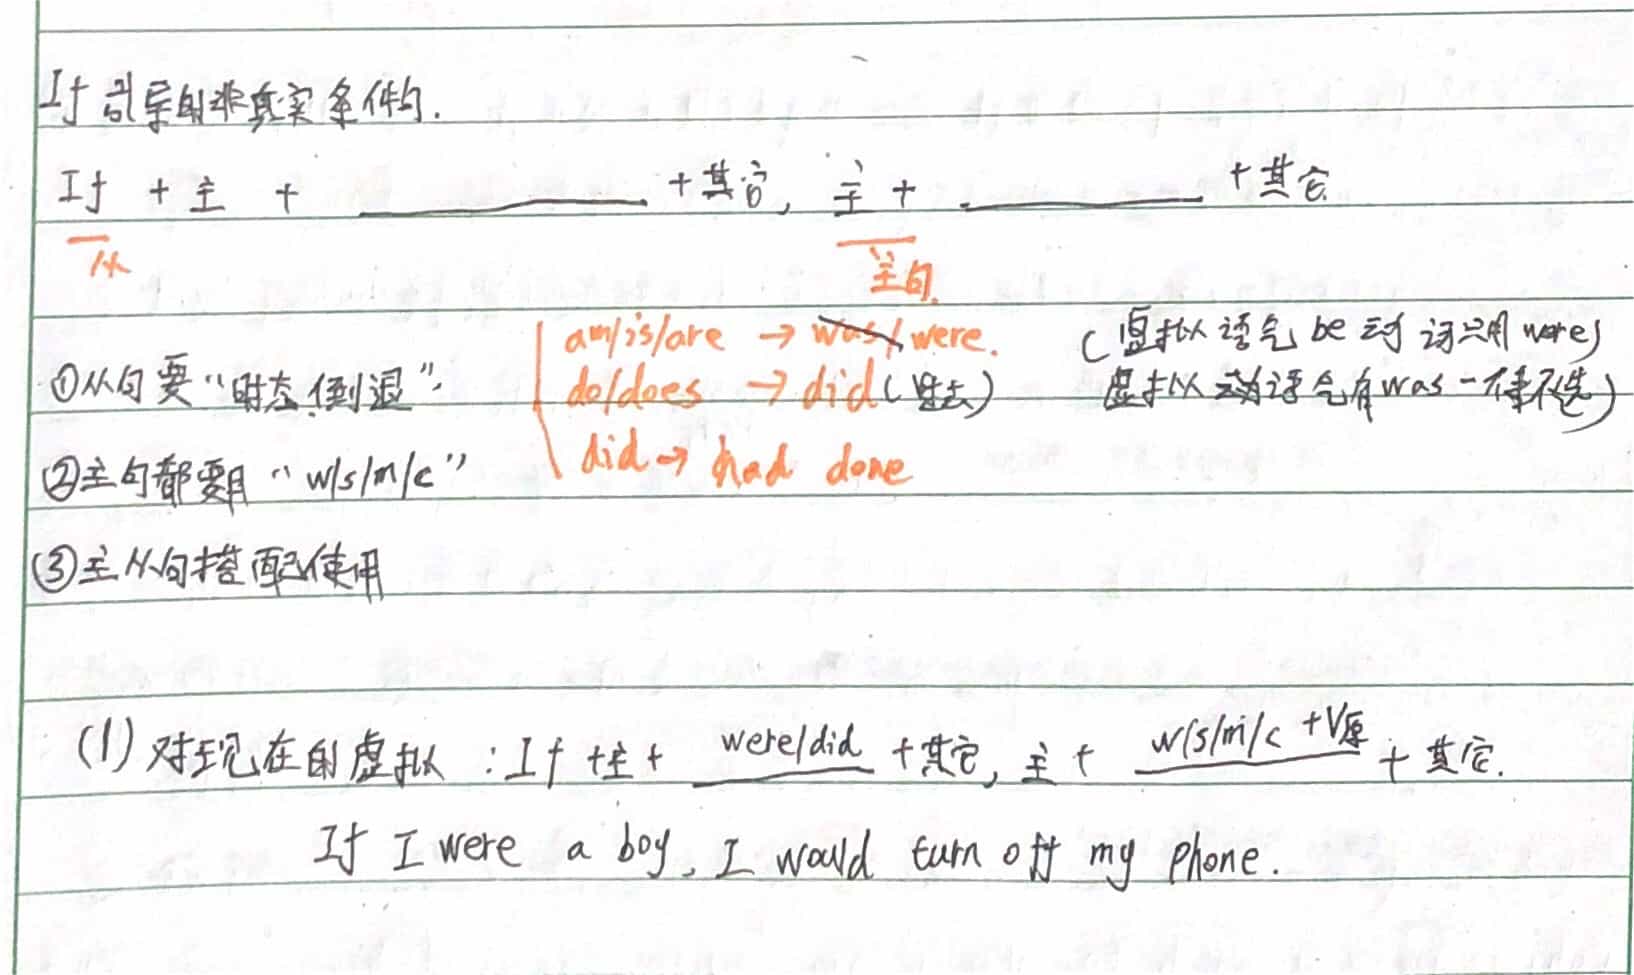 If 引导的非真实条件句.
If + 主 + ________ +其它, 主 + ________ +其它
从 主句.
am/is/are → was/were. (虚拟语气 be 动词只用 were)
①从句要“时态倒退” do/does → did(过去) 虚拟语气有was一律不选)
did → had done
②主句都要用 “w/s/m/c”
③主从句搭配使用
(1) 对现在的虚拟 : If +主+ were/did +其它, 主 + w/s/m/c +V原 + 其它.
If I were a boy, I would turn off my phone.